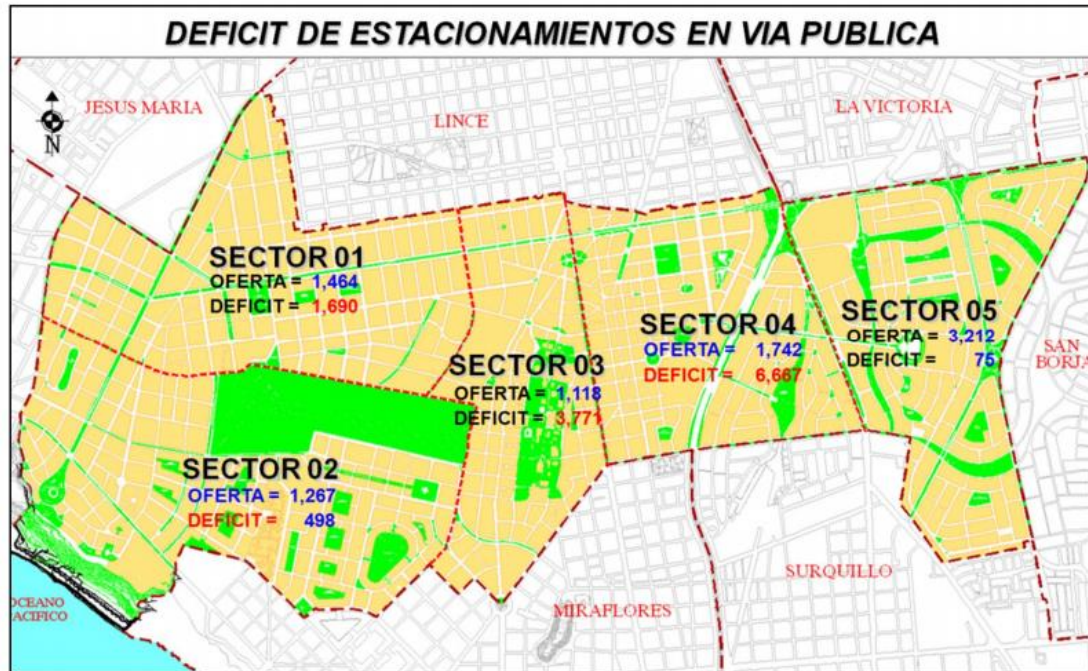 DEFICIT DE ESTACIONAMIENTOS EN VIA PUBLICA
JESUS MARIA
LINCE
LA VICTORIA
N
SECTOR 01
OFERTA = 1,464
DEFICIT = 1,690
SECTOR 02
OFERTA = 1,267
DEFICIT = 498
SECTOR 03
OFERTA = 1,118
DEFICIT = 3,771
SECTOR 04
OFERTA = 1,742
DEFICIT = 6,667
SECTOR 05
OFERTA = 3,212
DEFICIT = 75
SAN
BORJA
SURQUILLO
MIRAFLORES
OCEANO
ACIFICO